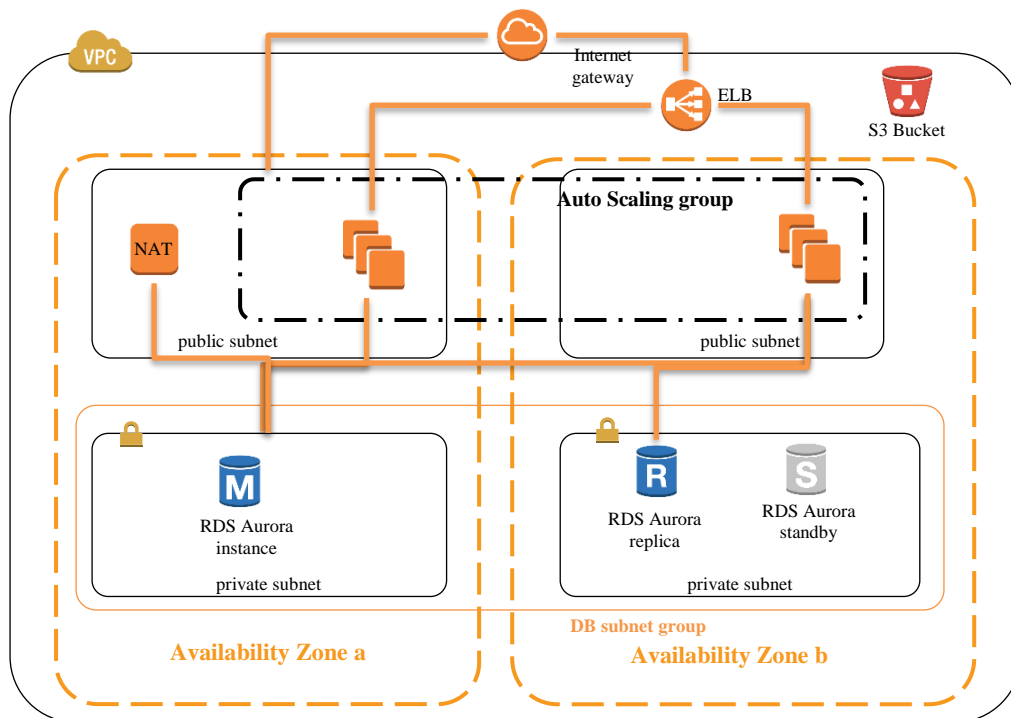 VPC
Internet
gateway
ELB
S3 Bucket
Auto Scaling group
NAT
public subnet
public subnet
M
RDS Aurora
instance
private subnet
R
RDS Aurora
replica
S
RDS Aurora
standby
private subnet
DB subnet group
Availability Zone a
Availability Zone b